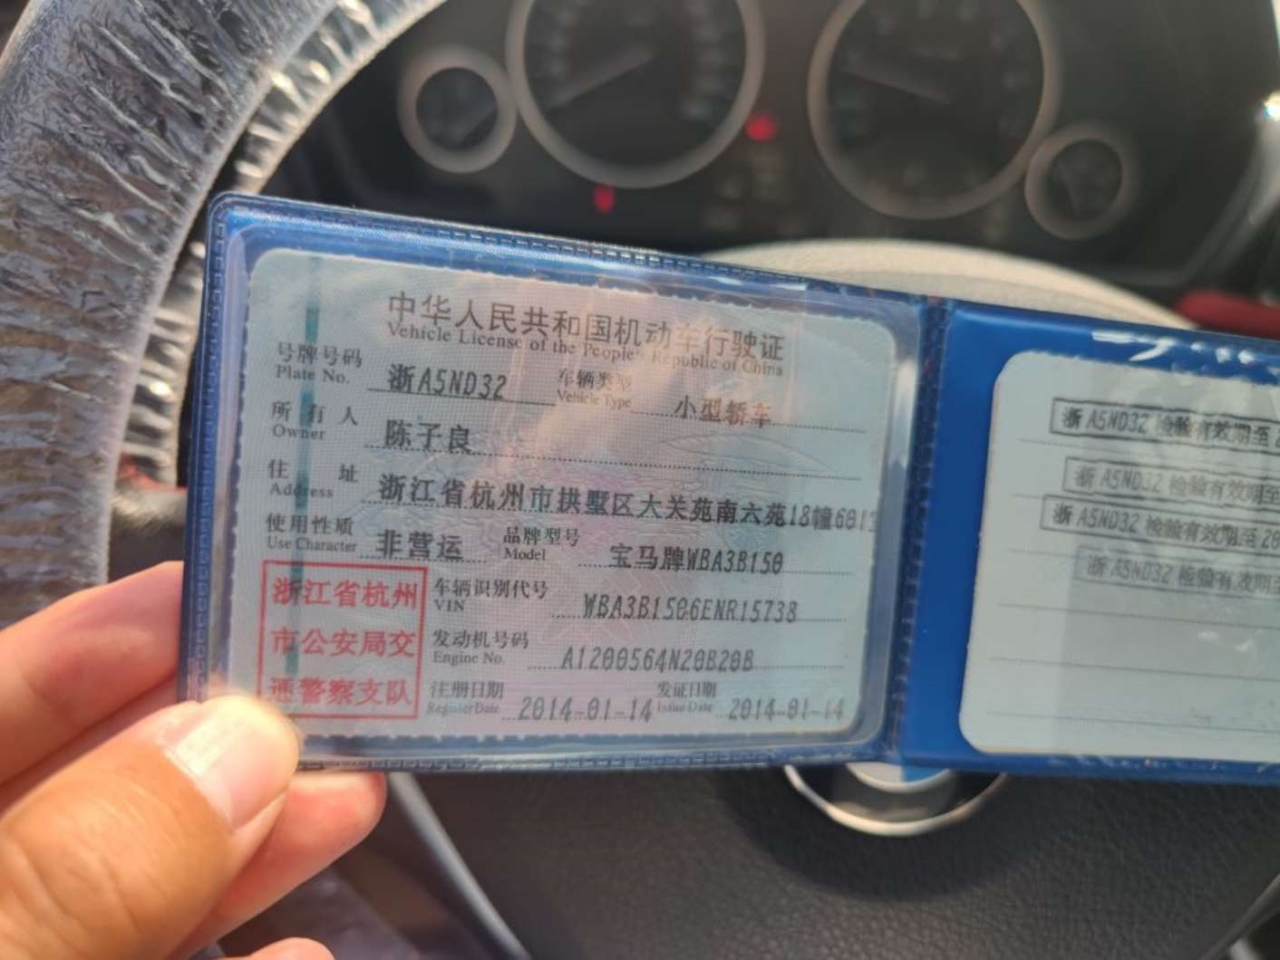 中华人民共和国机动车行驶证
Vehicle License of the People's Republic of China
号牌号码 浙A5ND32 车辆类型 小型轿车
Plate No. Vehicle Type
所有人 陈子良
Owner
住址 浙江省杭州市拱墅区大关苑南六苑18幢601
Address
使用性质 非营运 品牌型号 宝马牌WBA3B150
Use Character Model
浙江省杭州
市公安局交
通警察支队
车辆识别代号 WBA3B1506ENR15738
VIN
发动机号码 A1200564N20B20B
Engine No.
注册日期 2014-01-14 发证日期 2014-01-14
Register Date Issue Date
浙A5ND32 检验有效期至
浙A5ND32 检验有效期至
浙A5ND32 检验有效期至20
浙A5ND32 检验有效期至